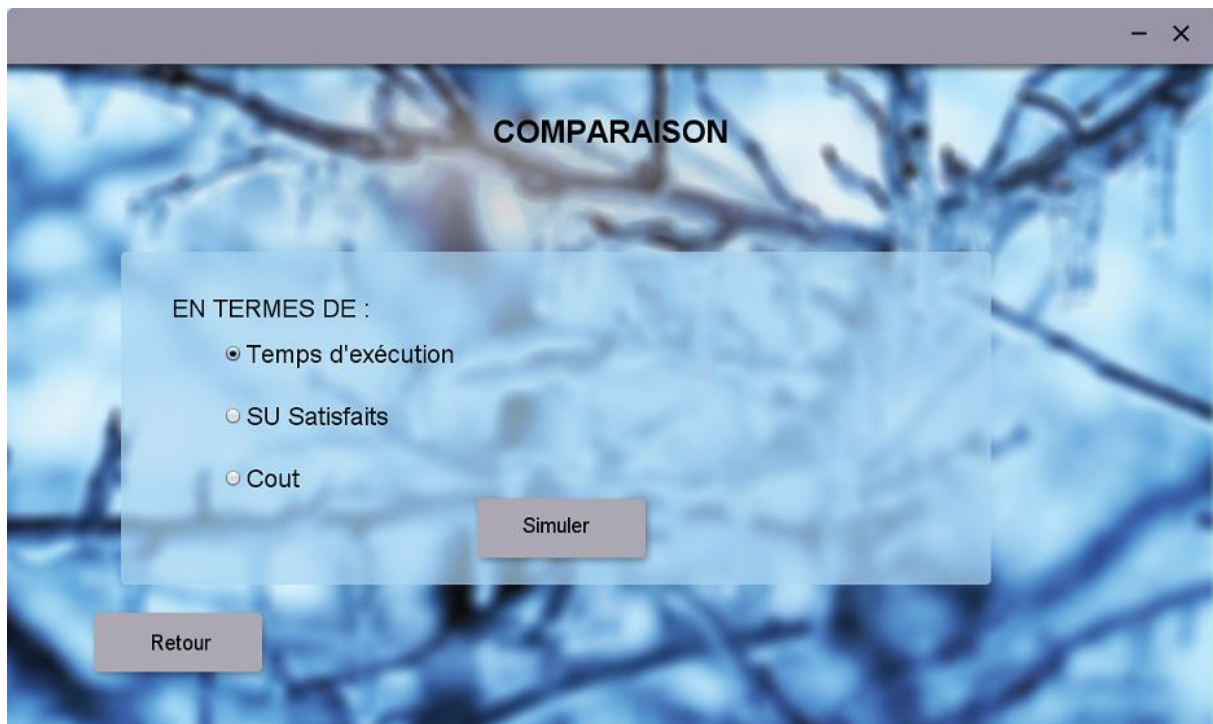 COMPARAISON
EN TERMES DE :
Temps d'exécution
SU Satisfaits
Cout
Simuler
Retour